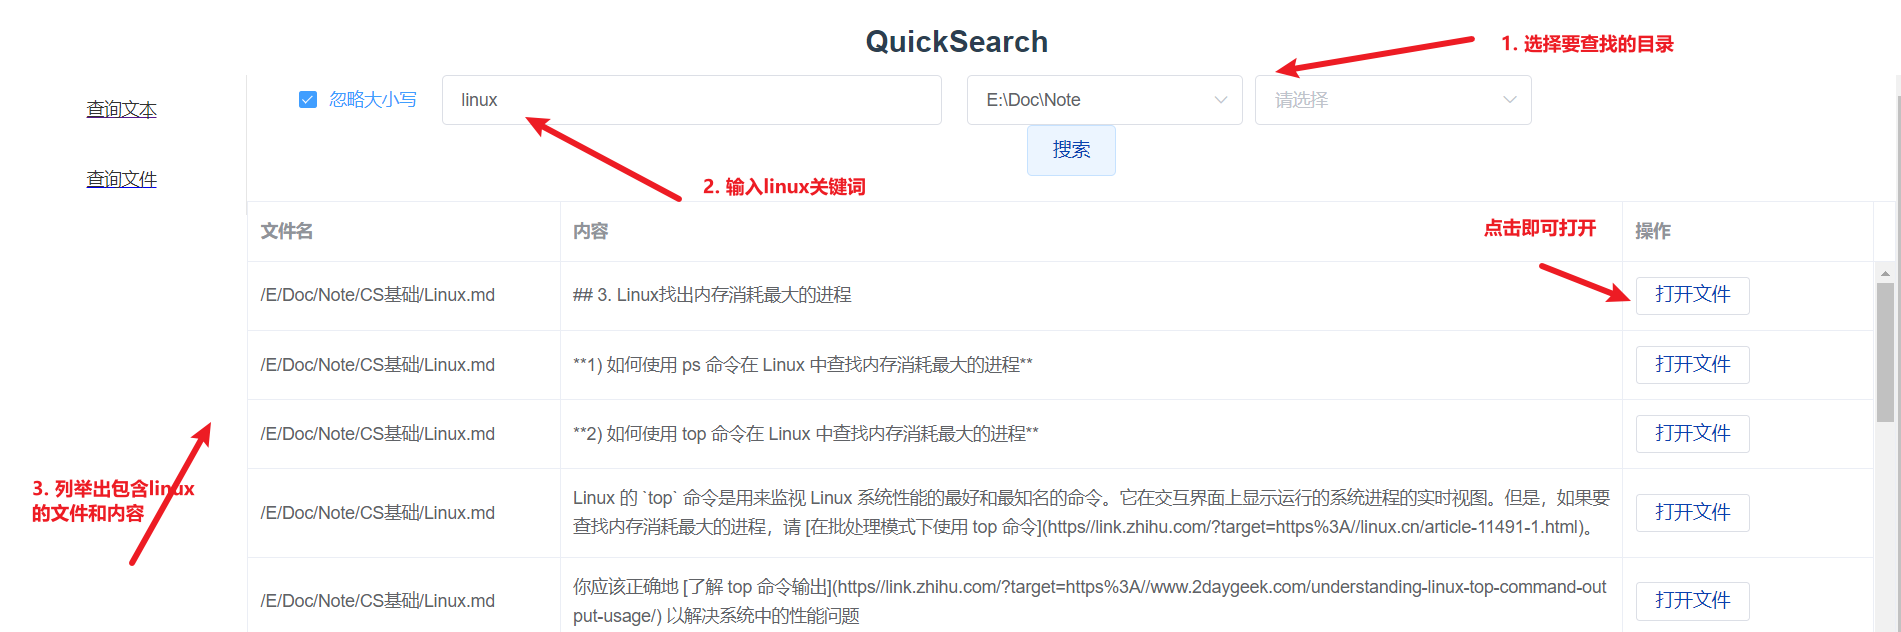 QuickSearch
1. 选择要查找的目录
查询文本
忽略大小写
linux
E:\Doc\Note
请选择
搜索
查询文件
2. 输入linux关键词
点击即可打开
文件名
内容
操作
/E/Doc/Note/CS基础/Linux.md
## 3. Linux找出内存消耗最大的进程
打开文件
/E/Doc/Note/CS基础/Linux.md
**1) 如何使用 ps 命令在 Linux 中查找内存消耗最大的进程**
打开文件
/E/Doc/Note/CS基础/Linux.md
**2) 如何使用 top 命令在 Linux 中查找内存消耗最大的进程**
打开文件
3. 列举出包含linux
的文件和内容
/E/Doc/Note/CS基础/Linux.md
Linux 的 `top` 命令是用来监视 Linux 系统性能的最好和最知名的命令。它在交互界面上显示运行的系统进程的实时视图。但是，如果要
查找内存消耗最大的进程，请 [在批处理模式下使用 top 命令](https//link.zhihu.com/?target=https%3A//linux.cn/article-11491-1.html)。
打开文件
/E/Doc/Note/CS基础/Linux.md
你应该正确地 [了解 top 命令输出](https//link.zhihu.com/?target=https%3A//www.2daygeek.com/understanding-linux-top-command-out
put-usage/) 以解决系统中的性能问题
打开文件